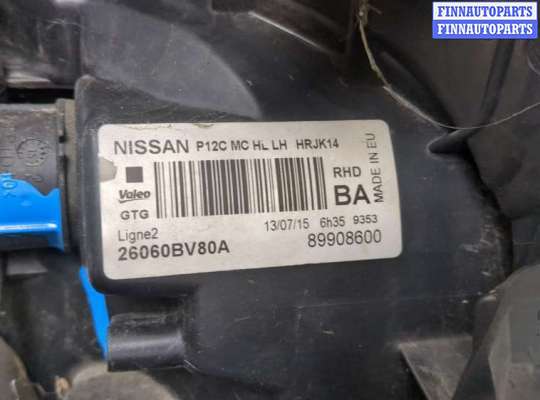 FINNAUTOPARTS
FINNAUTOPARTS
NISSAN P12C MC HL LH HRJK14
Valeo
RHD
GTG
BA
MADE IN EU
Ligne2
13/07/15 6h35 9353
26060BV80A
89908600